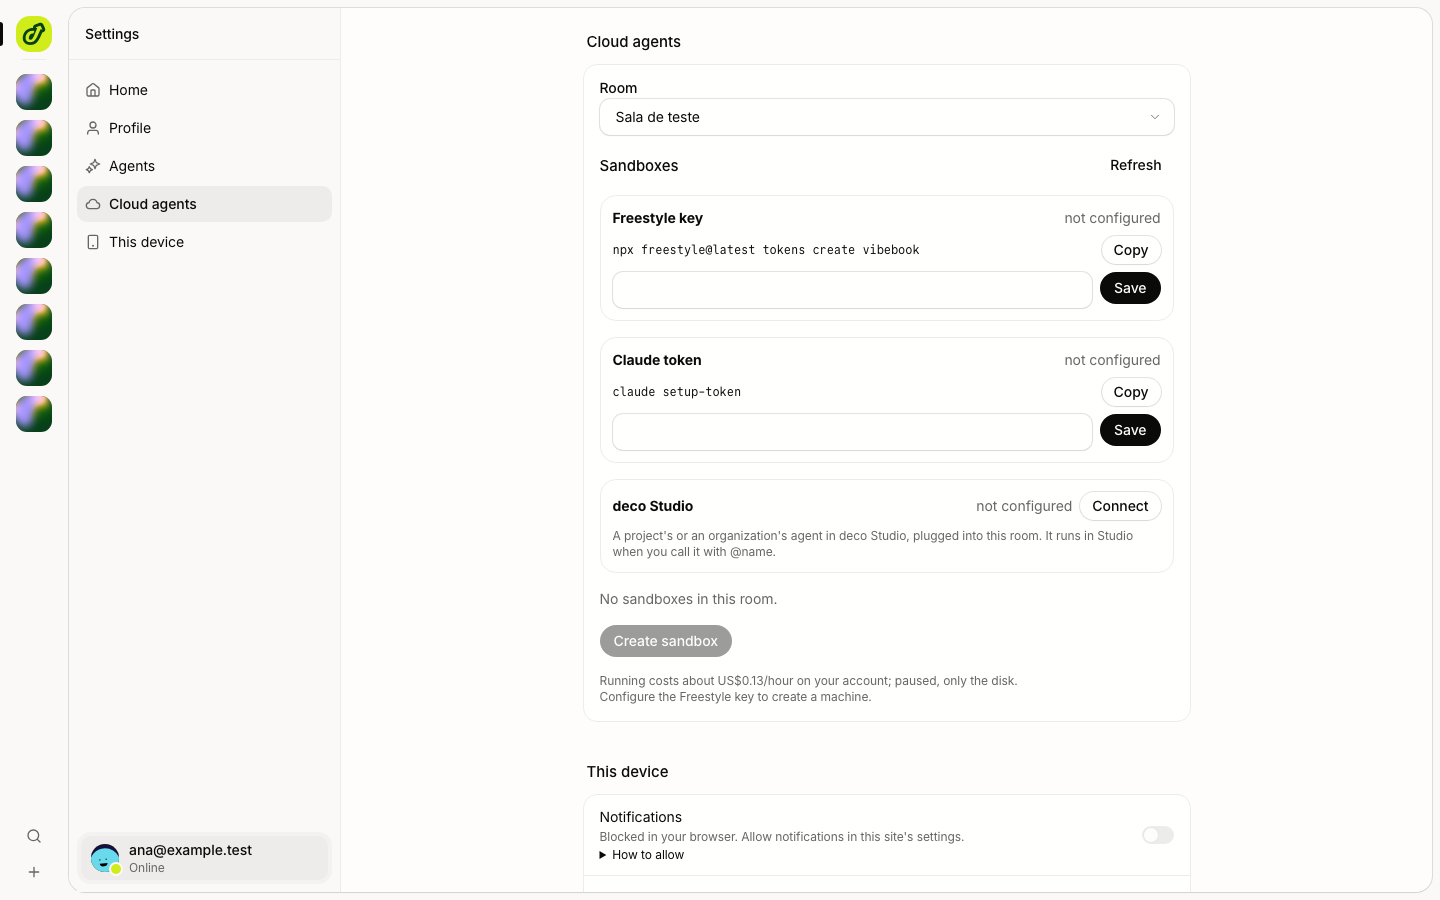 Settings
Home
Profile
Agents
Cloud agents
This device
ana@example.test
Online
Cloud agents
Room
Sala de teste
Sandboxes
Refresh
Freestyle key
not configured
npx freestyle@latest tokens create vibebook
Copy
Save
Claude token
not configured
claude setup-token
Copy
Save
deco Studio
not configured
Connect
A project's or an organization's agent in deco Studio, plugged into this room. It runs in Studio
when you call it with @name.
No sandboxes in this room.
Create sandbox
Running costs about US$0.13/hour on your account; paused, only the disk.
Configure the Freestyle key to create a machine.
This device
Notifications
Blocked in your browser. Allow notifications in this site's settings.
How to allow